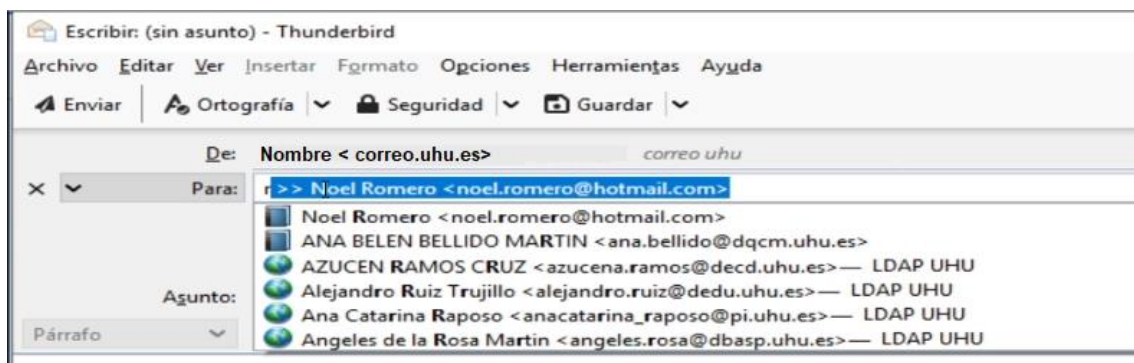 Escribir: (sin asunto) - Thunderbird
Archivo Editar Ver Insertar Formato Opciones Herramientas Ayuda
Enviar Ortografía Seguridad Guardar
De: Nombre < correo.uhu.es> correo uhu
Para: r >> Noel Romero <noel.romero@hotmail.com>
Noel Romero <noel.romero@hotmail.com>
ANA BELEN BELLIDO MARTIN <ana.bellido@dqcm.uhu.es>
AZUCEN RAMOS CRUZ <azucena.ramos@decd.uhu.es>— LDAP UHU
Alejandro Ruiz Trujillo <alejandro.ruiz@dedu.uhu.es>— LDAP UHU
Asunto:
Ana Catarina Raposo <anacatarina_raposo@pi.uhu.es>— LDAP UHU
Párrafo
Angeles de la Rosa Martin <angeles.rosa@dbasp.uhu.es>— LDAP UHU